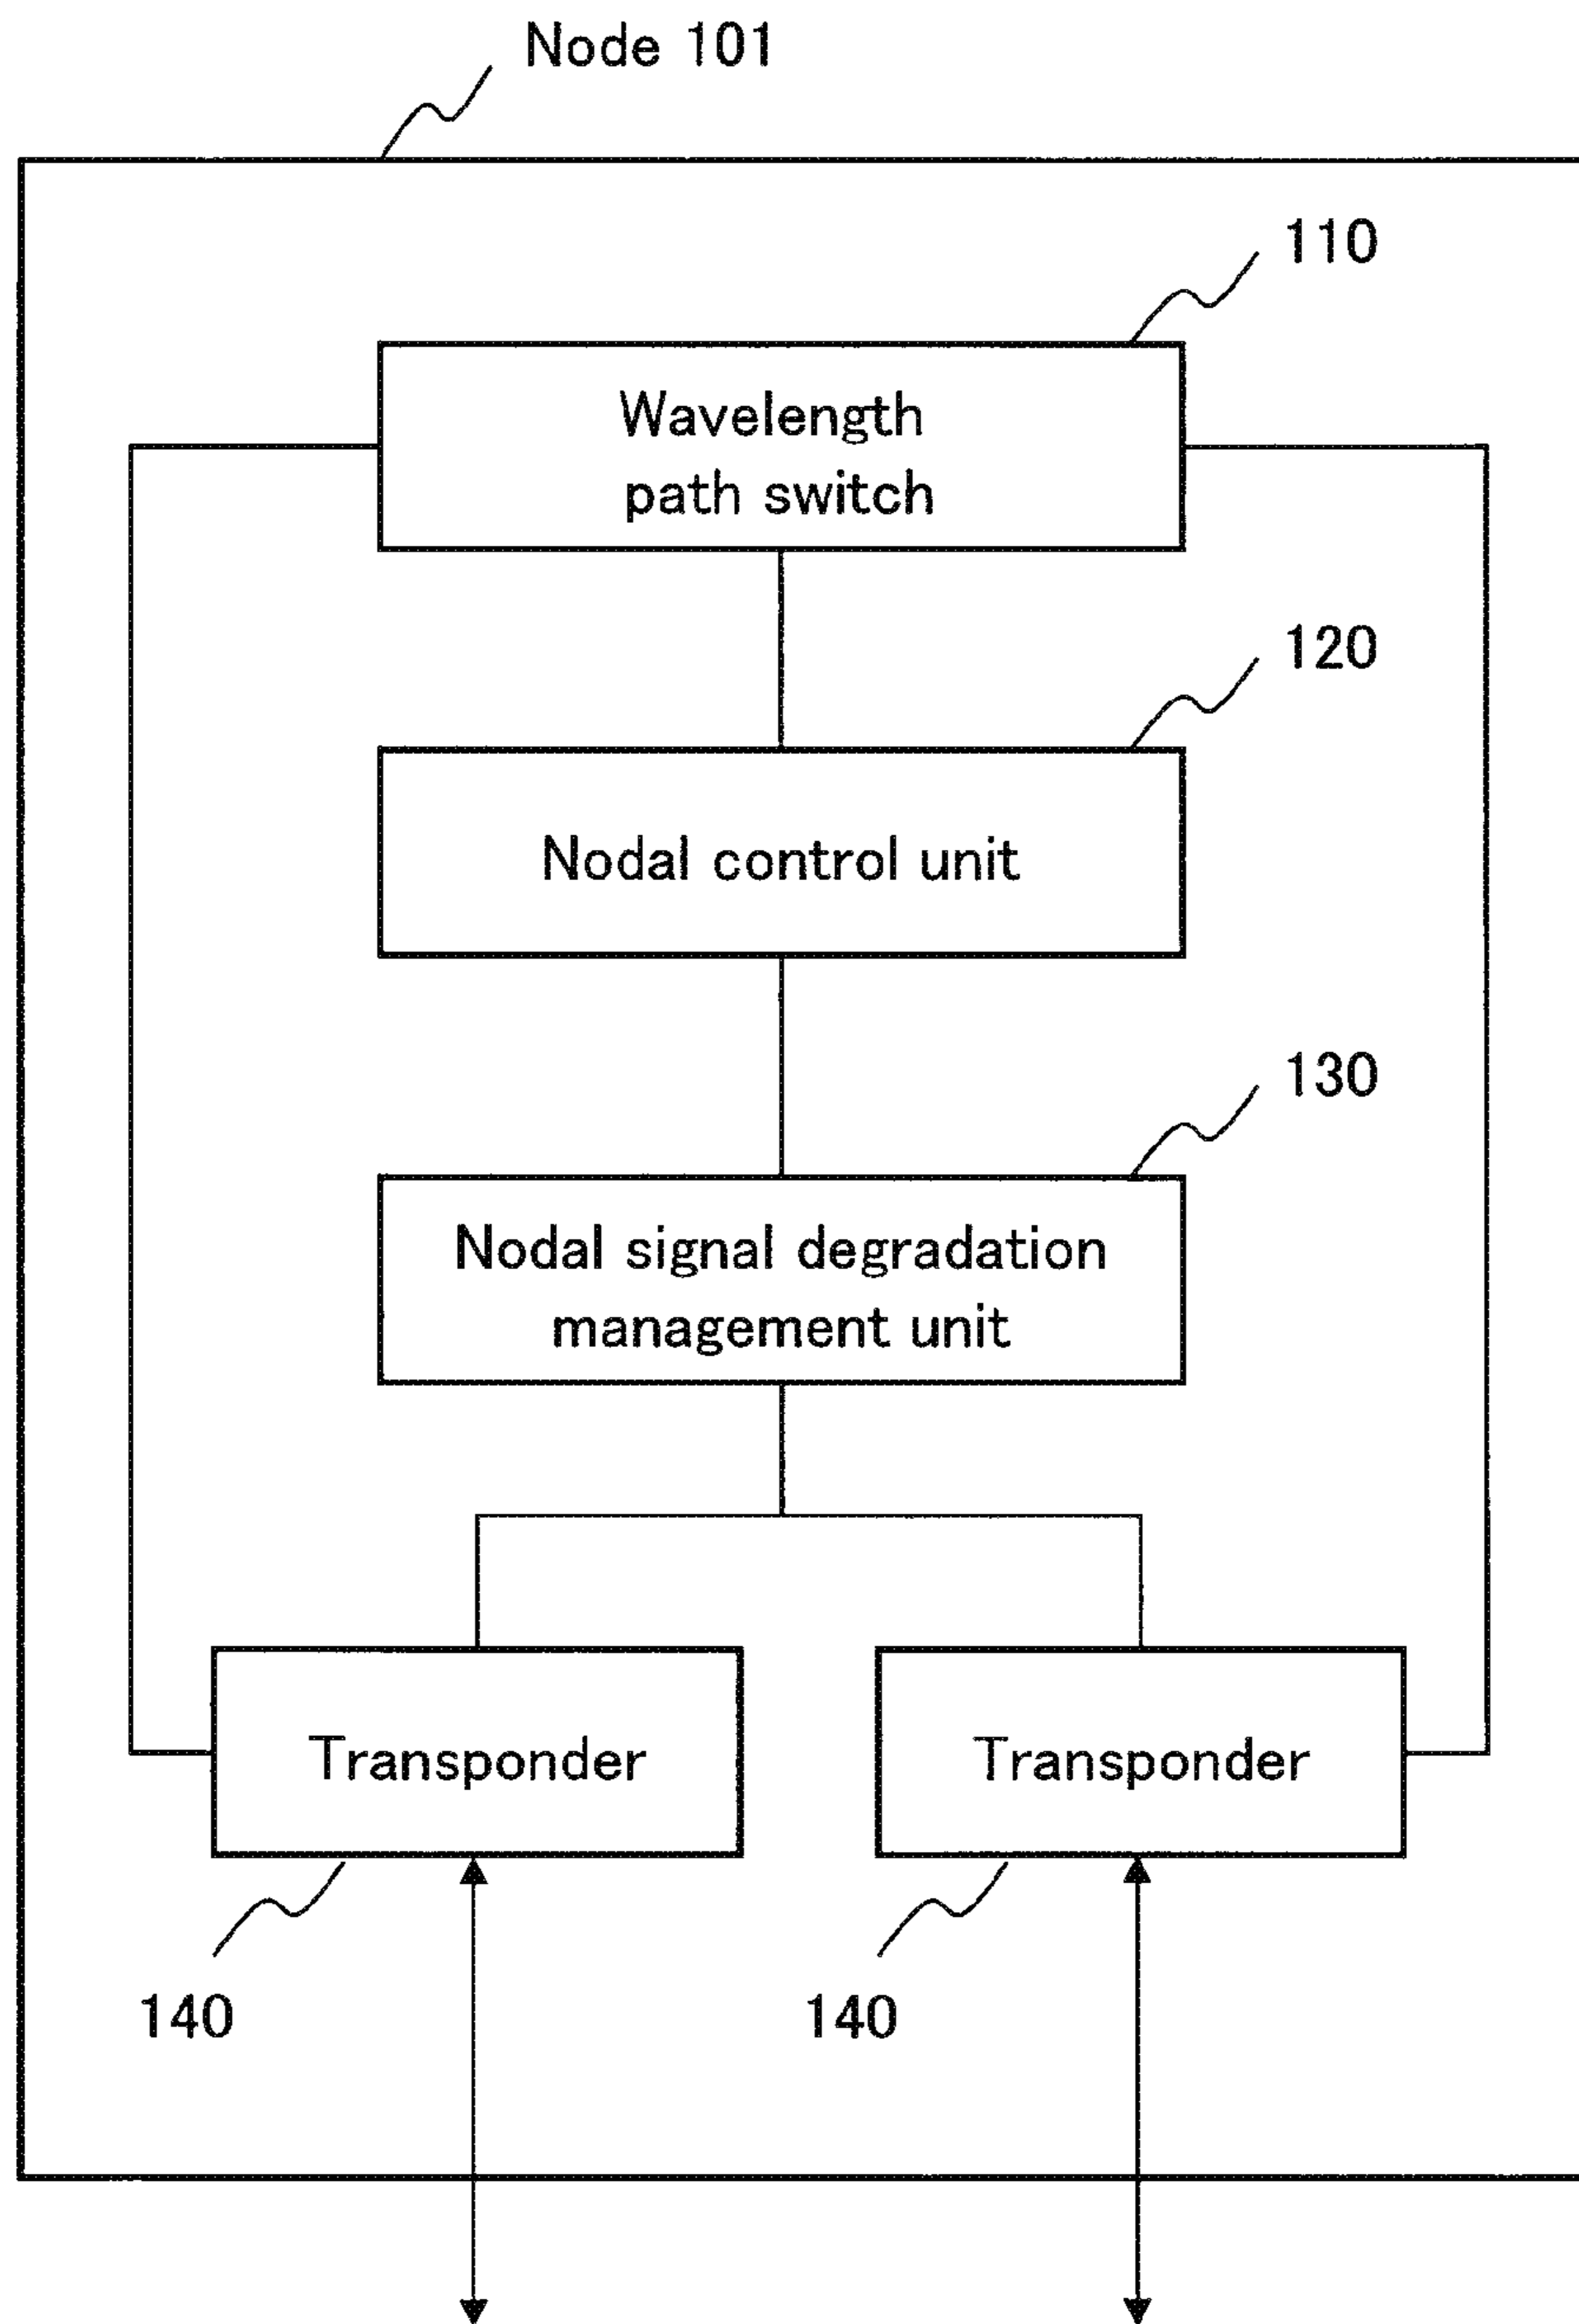 Node 101
110
Wavelength
path switch
120
Nodal control unit
130
Nodal signal degradation
management unit
Transponder
Transponder
140
140